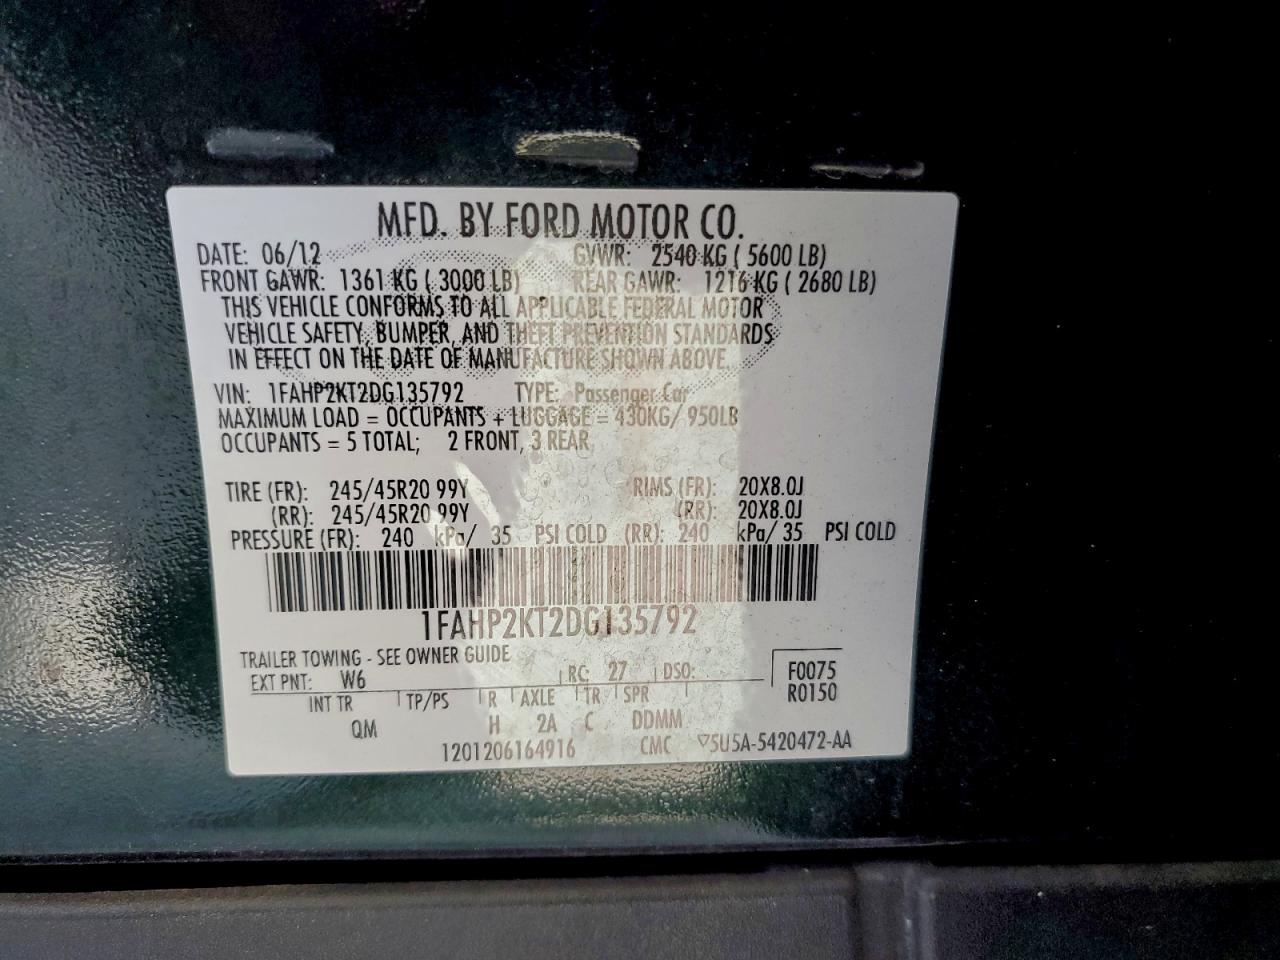 MFD. BY FORD MOTOR CO.
DATE: 06/12 GVWR: 2540 KG ( 5600 LB)
FRONT GAWR: 1361 KG ( 3000 LB) REAR GAWR: 1216 KG ( 2680 LB)
THIS VEHICLE CONFORMS TO ALL APPLICABLE FEDERAL MOTOR
VEHICLE SAFETY, BUMPER, AND THEFT PREVENTION STANDARDS
IN EFFECT ON THE DATE OF MANUFACTURE SHOWN ABOVE.
VIN: 1FAHP2KT2DG135792 TYPE: Passenger Car
MAXIMUM LOAD = OCCUPANTS + LUGGAGE = 430KG/ 950LB
OCCUPANTS = 5 TOTAL; 2 FRONT, 3 REAR
TIRE (FR): 245/45R20 99Y RIMS (FR): 20X8.0J
(RR): 245/45R20 99Y (RR): 20X8.0J
PRESSURE (FR): 240 kPa/ 35 PSI COLD (RR): 240 kPa/ 35 PSI COLD
1FAHP2KT2DG135792
TRAILER TOWING - SEE OWNER GUIDE
EXT PNT: W6 RC: 27 DSO: F0075
R0150
INT TR TP/PS R AXLE TR SPR
QM H 2A C DDMM
1201206164916 CMC ▽5U5A-5420472-AA